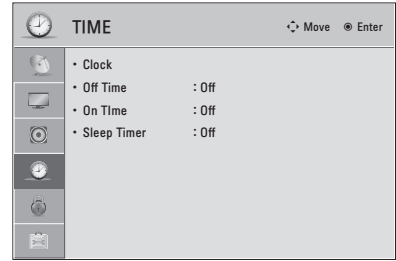 TIME Move Enter
• Clock
• Off Time : Off
• On TIme : Off
• Sleep Timer : Off